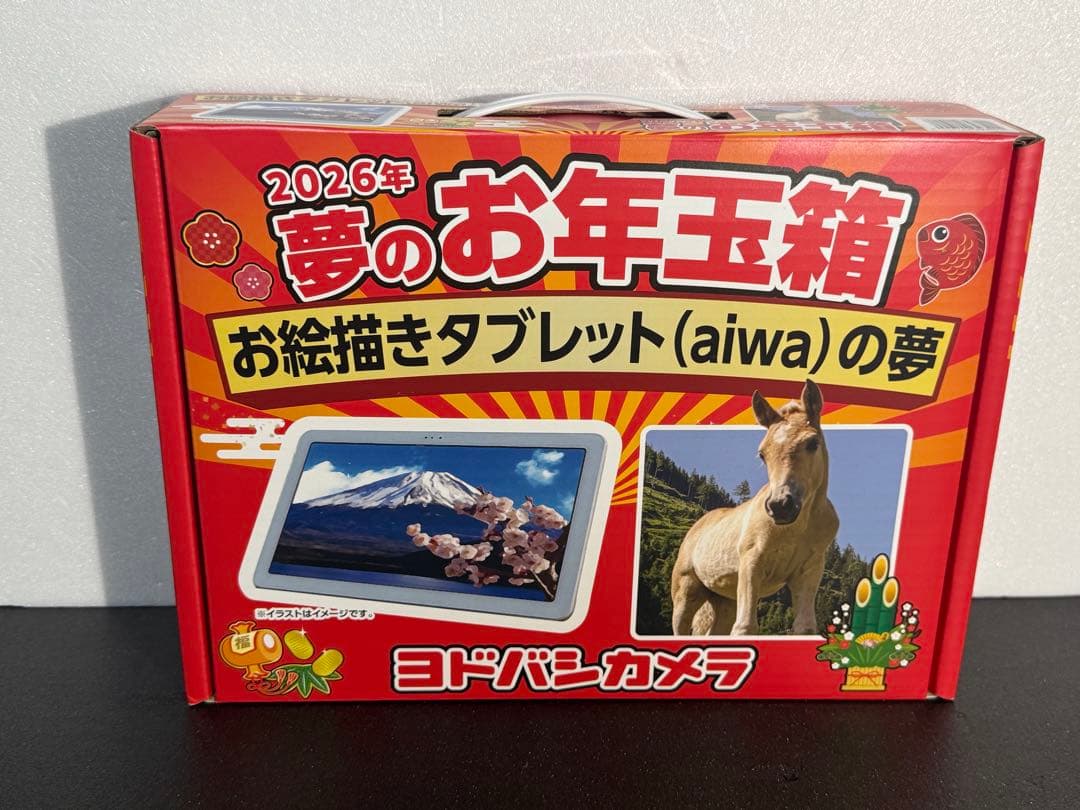 2026年
夢のお年玉箱
お絵描きタブレット(aiwa)の夢
※イラストはイメージです。
福
ヨドバシカメラ